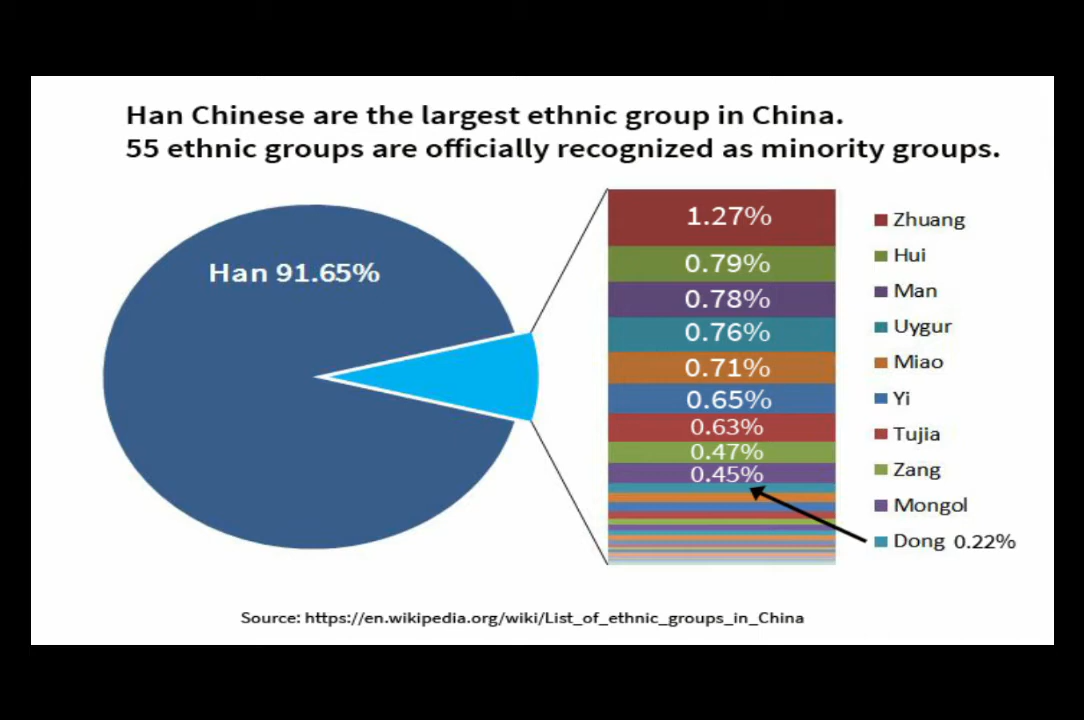 Han Chinese are the largest ethnic group in China.
55 ethnic groups are officially recognized as minority groups.
Han 91.65%
1.27%
0.79%
0.78%
0.76%
0.71%
0.65%
0.63%
0.47%
0.45%
Zhuang
Hui
Man
Uygur
Miao
Yi
Tujia
Zang
Mongol
Dong 0.22%
Source: https://en.wikipedia.org/wiki/List_of_ethnic_groups_in_China